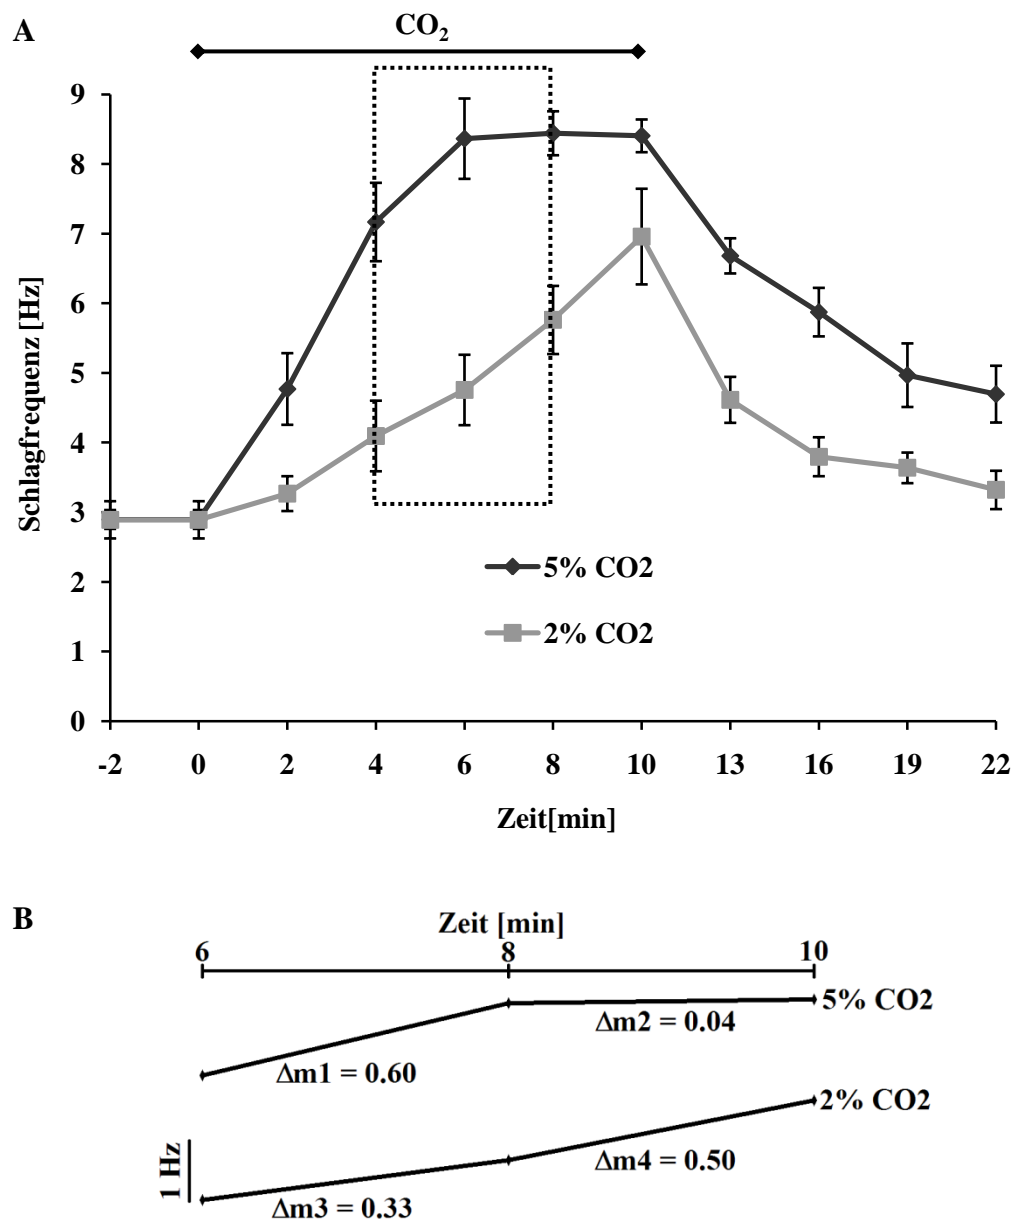 A
CO2
9
8
7
6
5
4
3
2
1
0
Schlagfrequenz [Hz]
5% CO2
2% CO2
-2 0 2 4 6 8 10 13 16 19 22
Zeit[min]
B
Zeit [min]
6 8 10
5% CO2
Δm2 = 0.04
Δm1 = 0.60
2% CO2
1 Hz
Δm4 = 0.50
Δm3 = 0.33